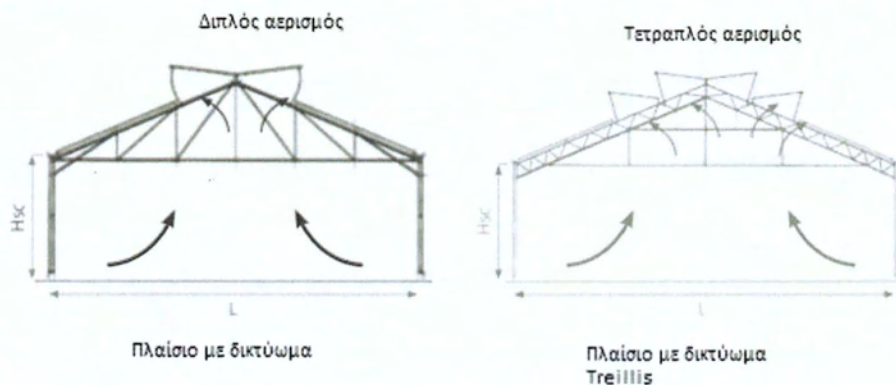 Διπλός αερισμός
Τετραπλός αερισμός
Hsc
L
Hsc
L
Πλαίσιο με δικτύωμα
Πλαίσιο με δικτύωμα
Treillis